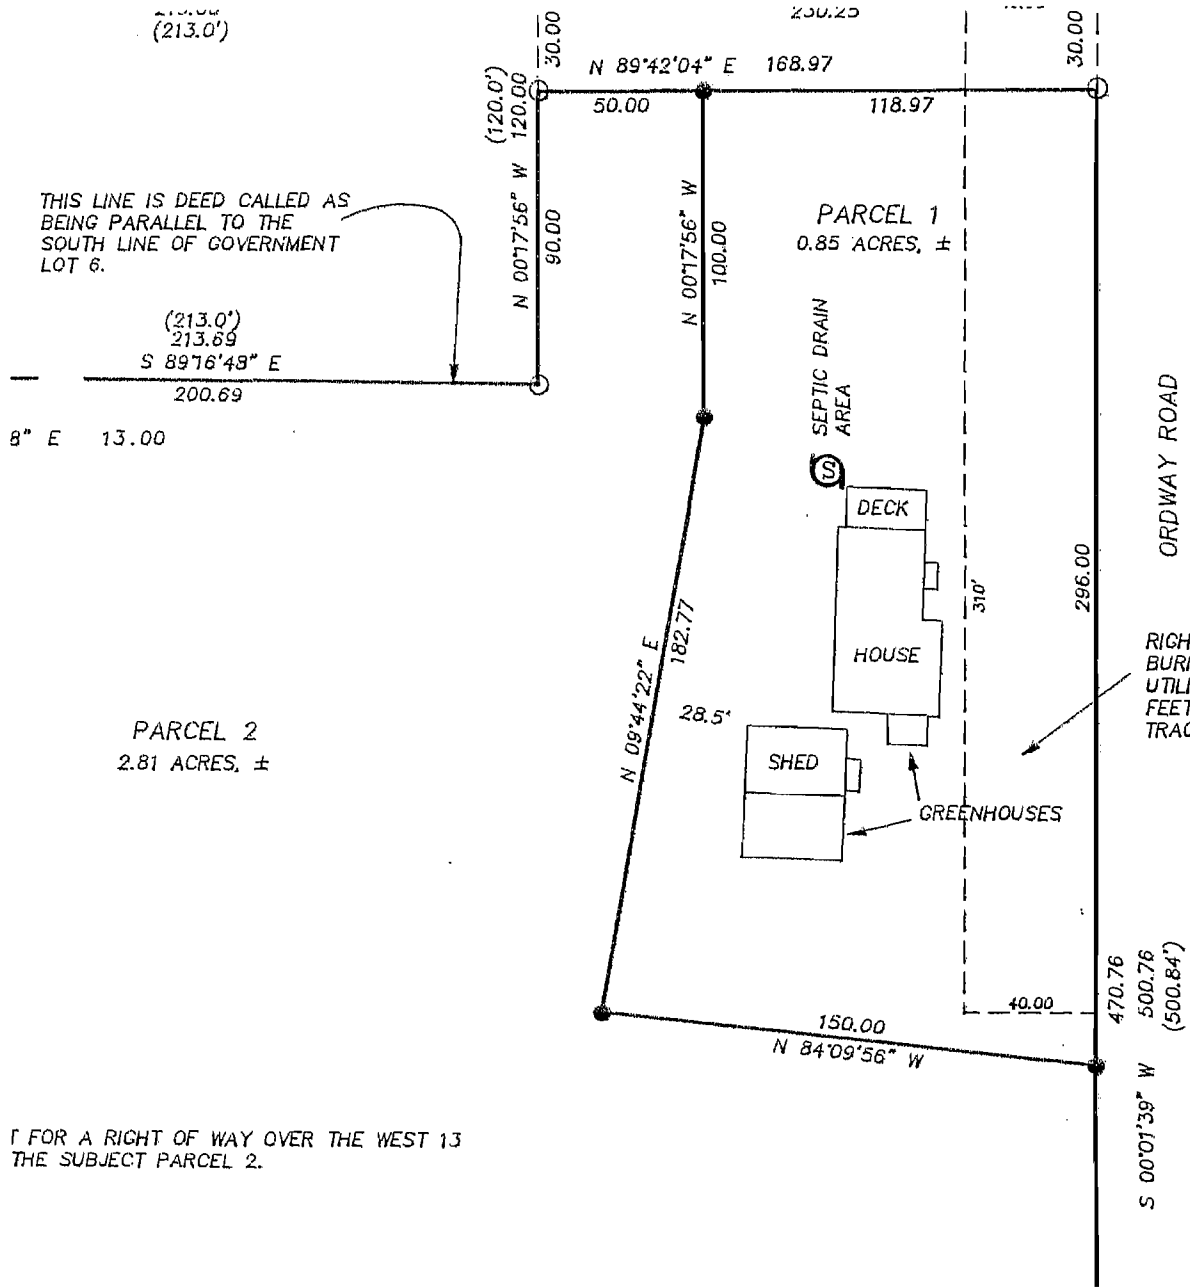 (213.0')
30.00
230.25
30.00
N 89°42'04" E 168.97
50.00
118.97
(120.0')
120.00
N 00°17'56" W
90.00
THIS LINE IS DEED CALLED AS
BEING PARALLEL TO THE
SOUTH LINE OF GOVERNMENT
LOT 6.
N 00°17'56" W
100.00
PARCEL 1
0.85 ACRES, ±
(213.0')
213.69
S 89°16'48" E
200.69
8" E 13.00
SEPTIC DRAIN
AREA
S
DECK
HOUSE
310'
296.00
ORDWAY ROAD
RIGH
BURI
UTILI
FEET
TRAC
N 09°44'22" E
182.77
28.5'
SHED
GREENHOUSES
PARCEL 2
2.81 ACRES, ±
40.00
470.76
500.76
(500.84')
150.00
N 84°09'56" W
S 00°01'39" W
FOR A RIGHT OF WAY OVER THE WEST 13
THE SUBJECT PARCEL 2.